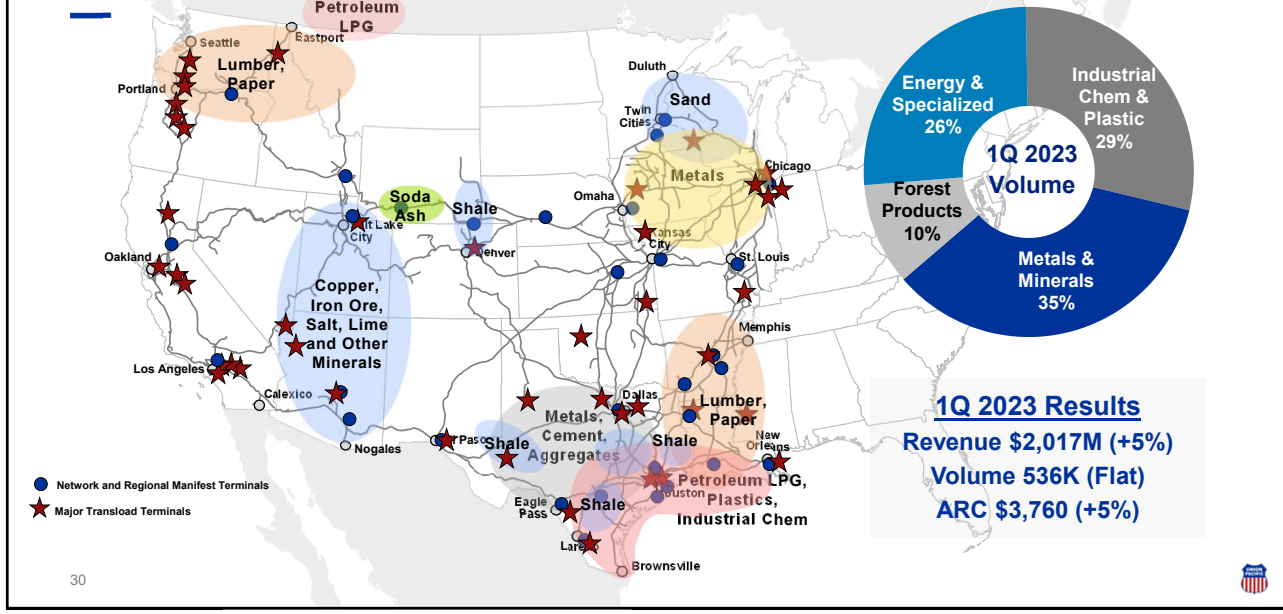 Petroleum
LPG
Seattle
Eastport
Lumber,
Paper
Portland
Duluth
Sand
Twin
Cities
Metals
Chicago
Omaha
Soda
Ash
Shale
Salt Lake
City
Denver
Kansas
City
St. Louis
Oakland
Copper,
Iron Ore,
Salt, Lime
and Other
Minerals
Memphis
Los Angeles
Calexico
Dallas
Lumber,
Paper
Metals,
Cement,
Aggregates
Nogales
El Paso
Shale
Shale
New
Orleans
Petroleum LPG,
Plastics,
Industrial Chem
Houston
Eagle
Pass
Shale
Laredo
Brownsville
Network and Regional Manifest Terminals
Major Transload Terminals
Energy &
Specialized
26%
Industrial
Chem &
Plastic
29%
1Q 2023
Volume
Forest
Products
10%
Metals &
Minerals
35%
1Q 2023 Results
Revenue $2,017M (+5%)
Volume 536K (Flat)
ARC $3,760 (+5%)
30
UNION
PACIFIC